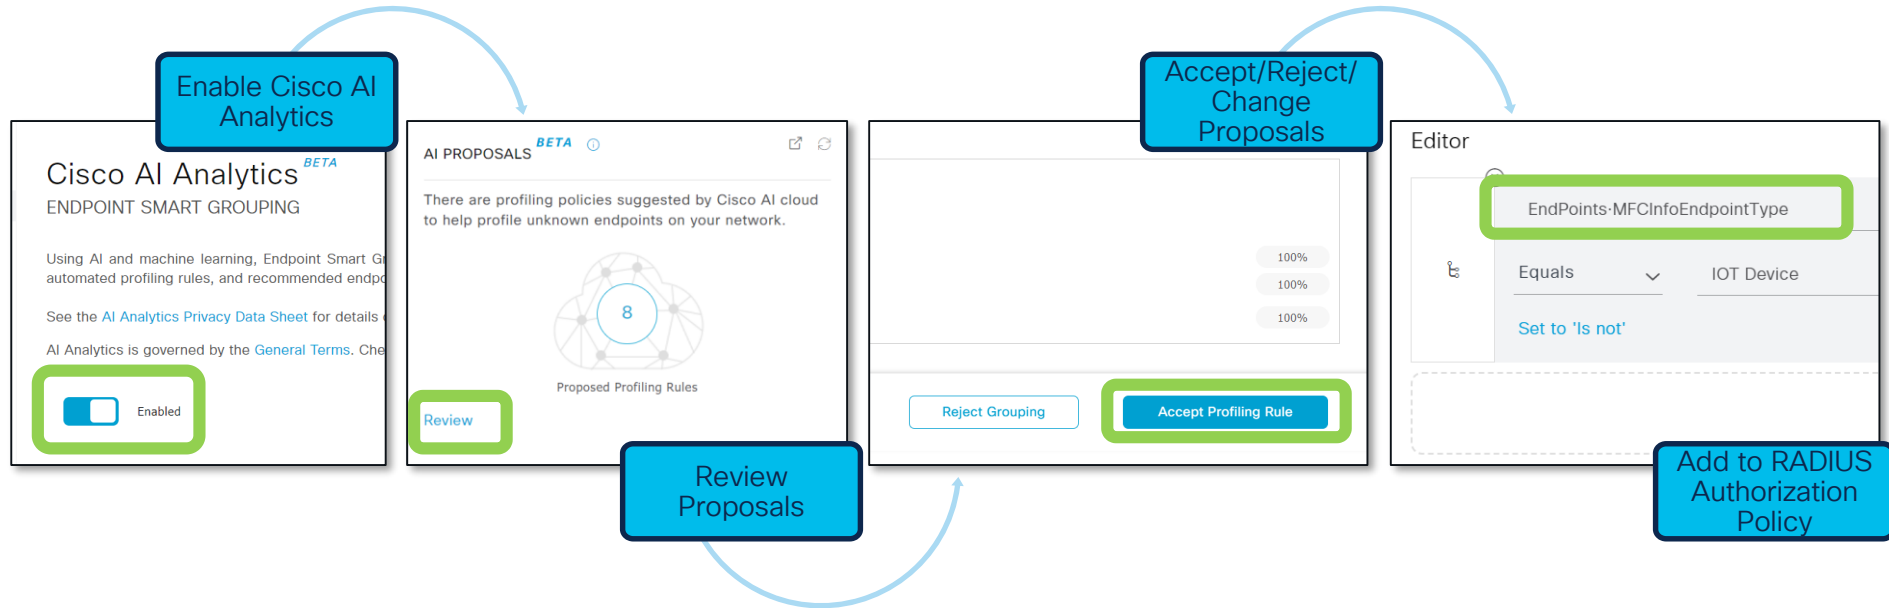 Enable Cisco AI
Analytics
Cisco AI Analytics BETA
ENDPOINT SMART GROUPING
Using AI and machine learning, Endpoint Smart
automated profiling rules, and recommended
See the AI Analytics Privacy Data Sheet for details
AI Analytics is governed by the General Terms.
Enabled
AI PROPOSALS BETA
There are profiling policies suggested by Cisco AI cloud
to help profile unknown endpoints on your network.
8
Proposed Profiling Rules
Review
Review
Proposals
Accept/Reject/
Change
Proposals
100%
100%
100%
Reject Grouping
Accept Profiling Rule
Editor
EndPoints·MFCInfoEndpointType
Equals
IOT Device
Set to 'Is not'
Add to RADIUS
Authorization
Policy